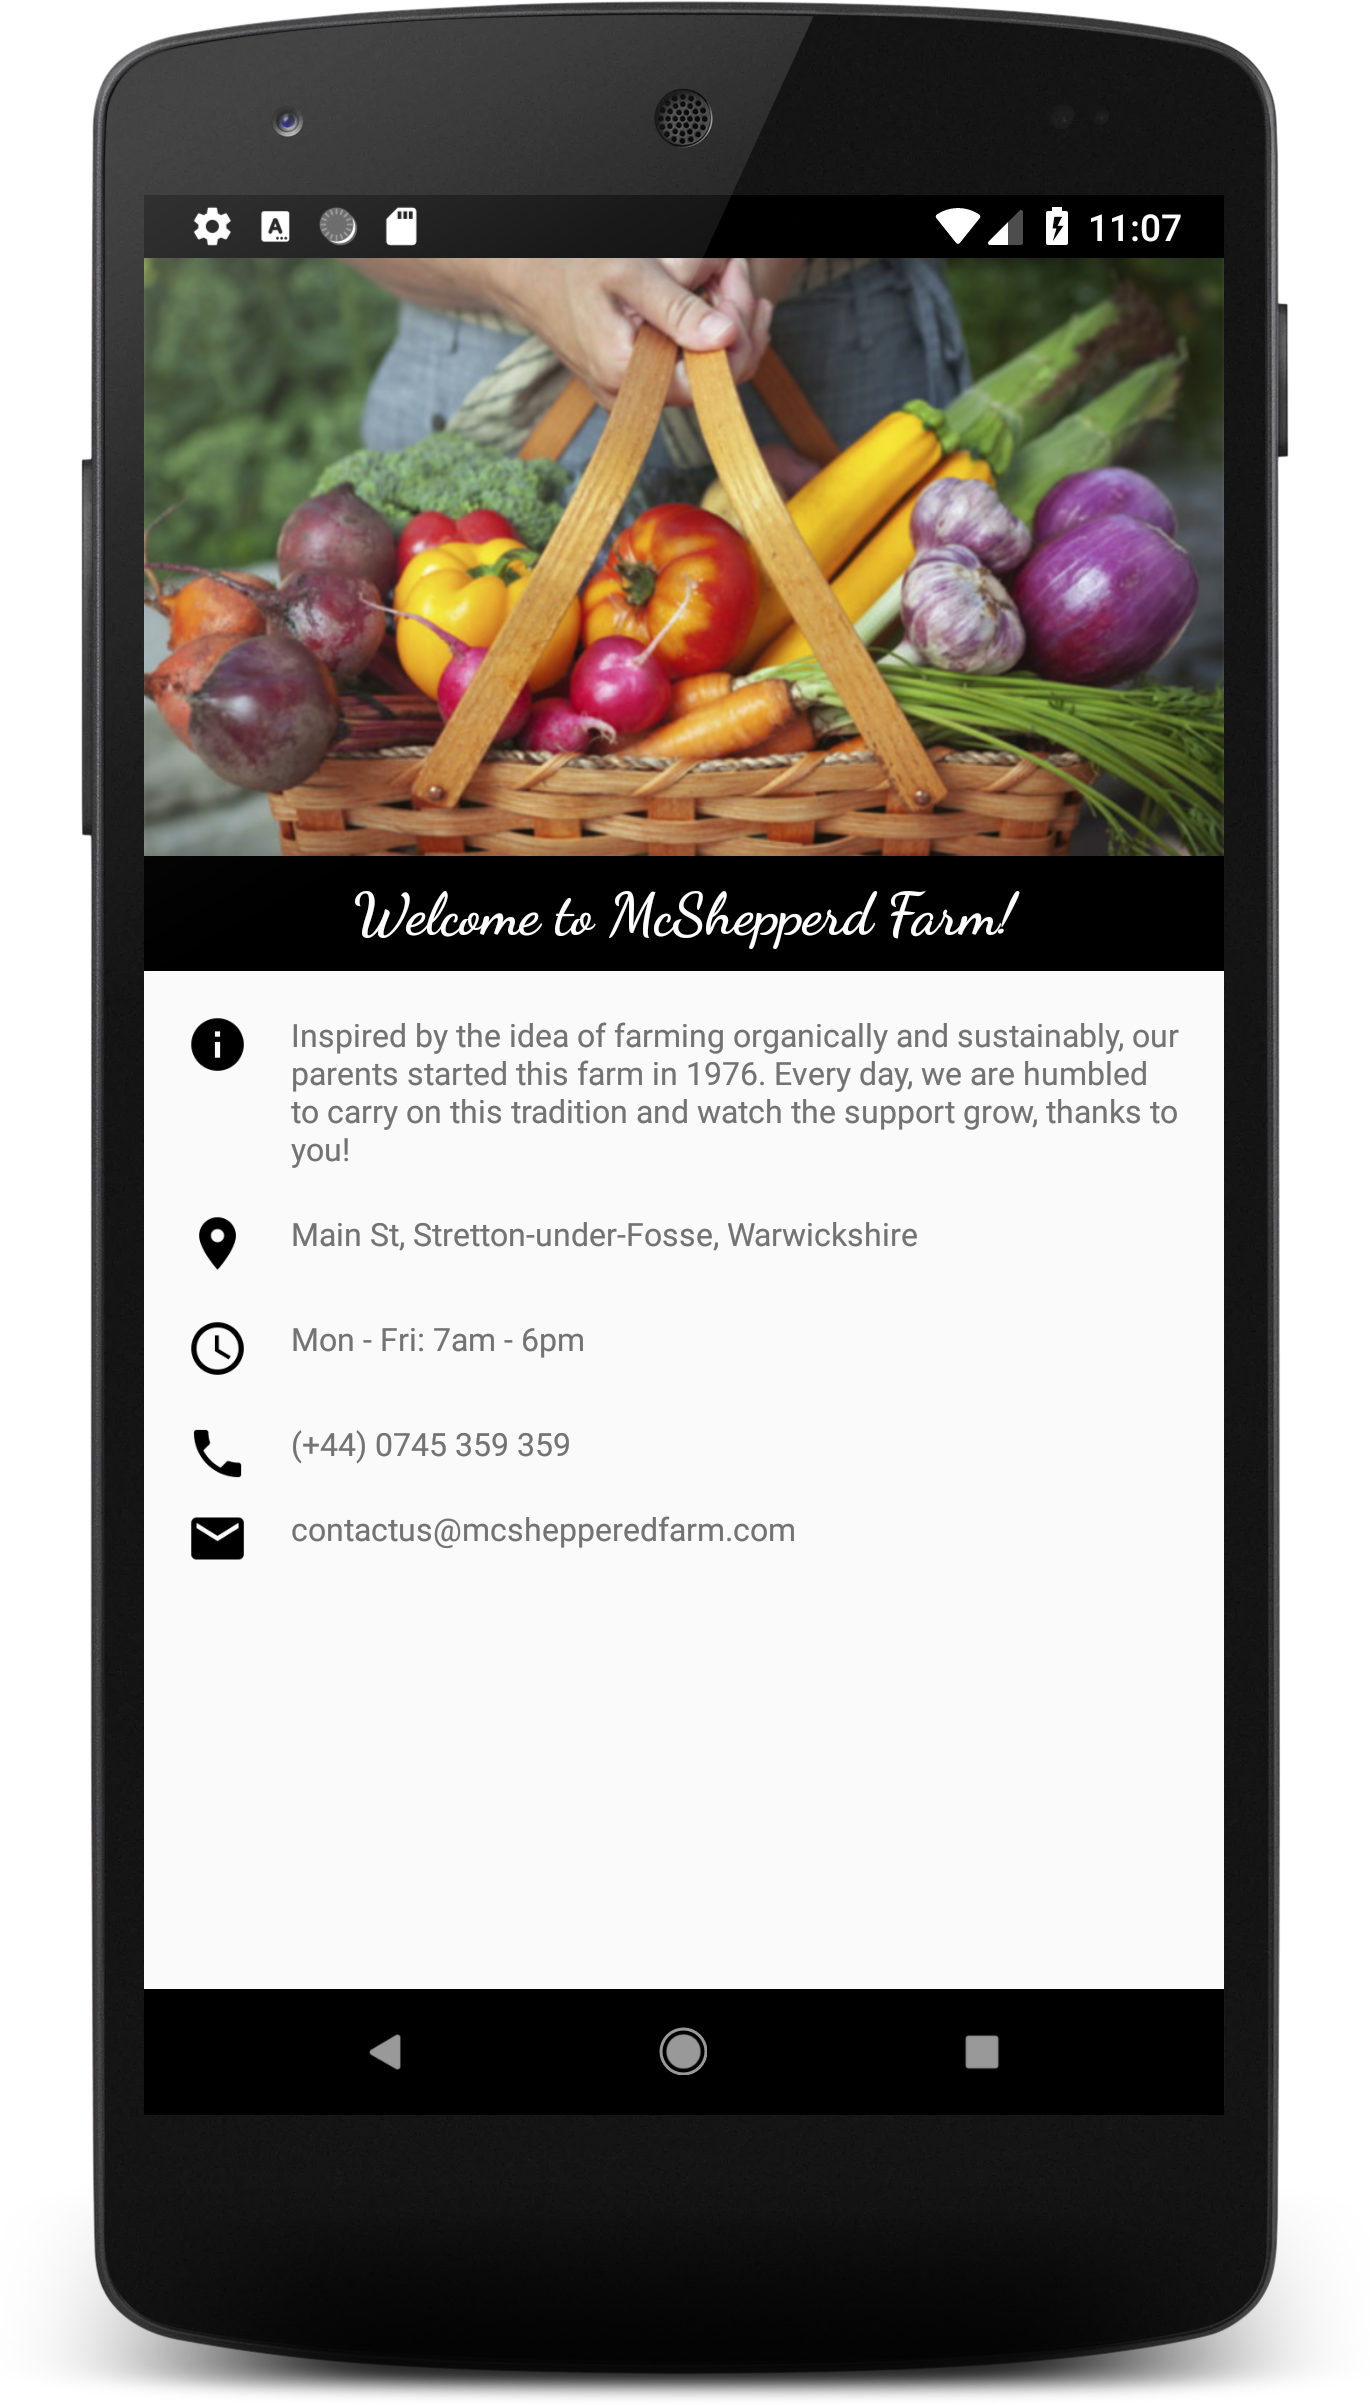 11:07
Welcome to McShepperd Farm!
Inspired by the idea of farming organically and sustainably, our
parents started this farm in 1976. Every day, we are humbled
to carry on this tradition and watch the support grow, thanks to
you!
Main St, Stretton-under-Fosse, Warwickshire
Mon - Fri: 7am - 6pm
(+44) 0745 359 359
contactus@mcshepperedfarm.com